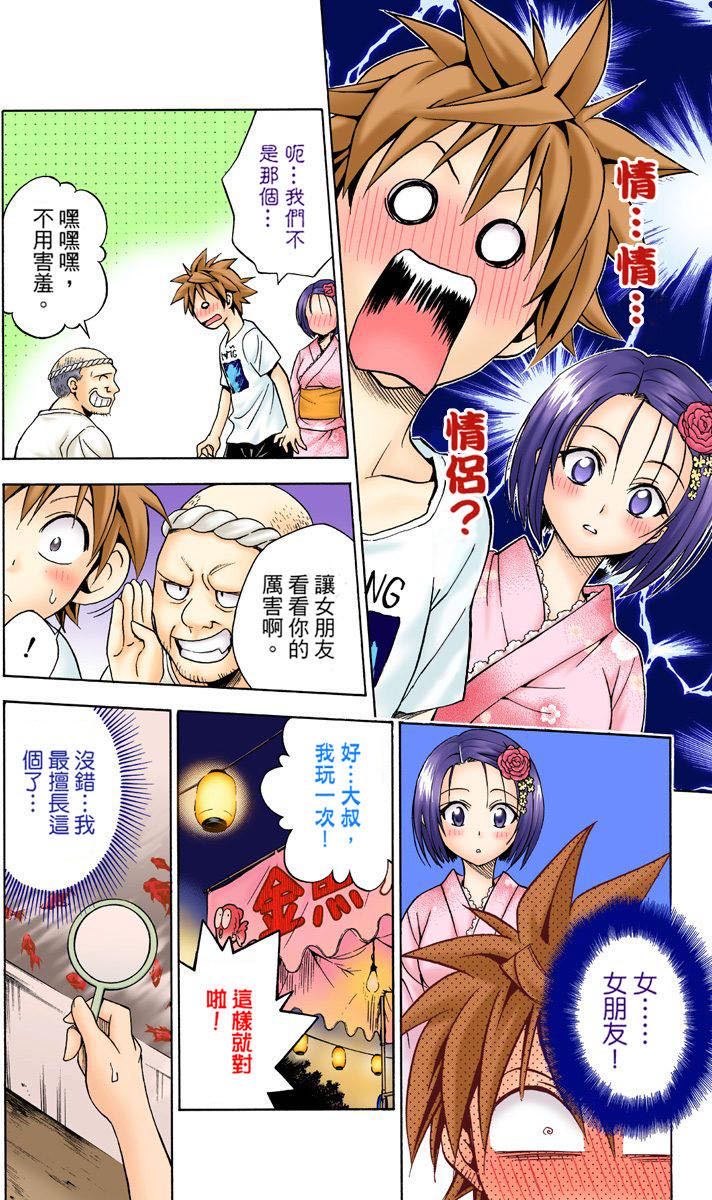 情…情…
情侶？
呃…我們不
是那個…
嘿嘿嘿，
不用害羞。
讓女朋友
看看你的
厲害啊。
！
女……
女朋友！
好…大叔，
我玩一次！
這樣就對
啦！
沒錯…我
最擅長這
個了…